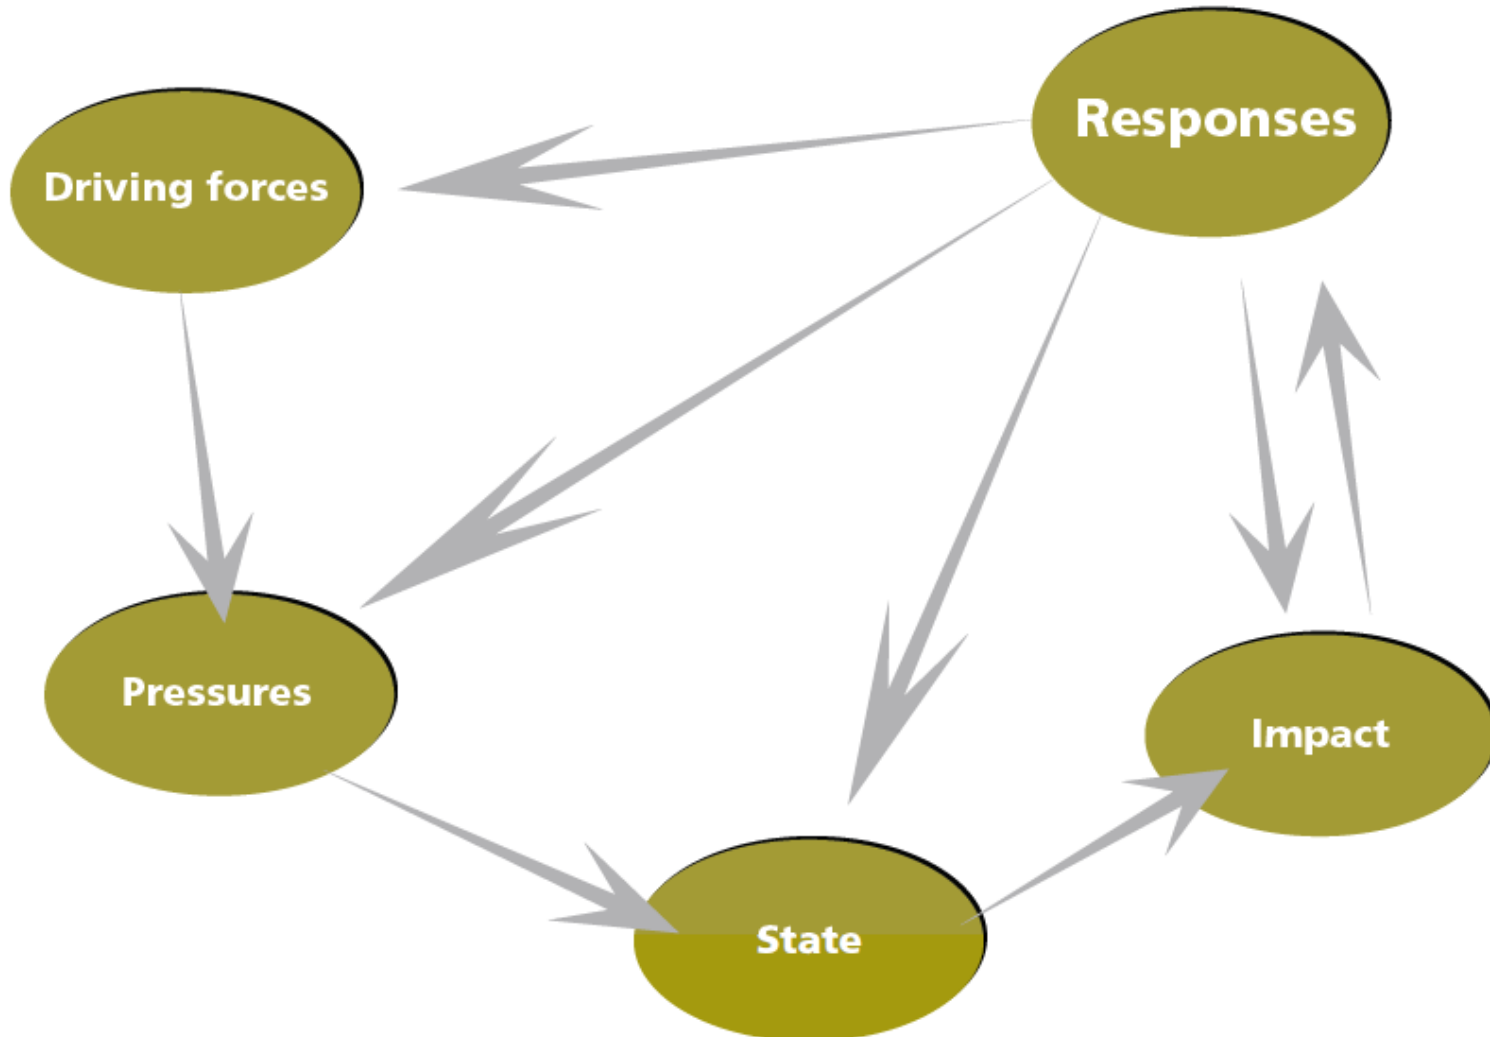 Responses
Driving forces
Pressures
Impact
State